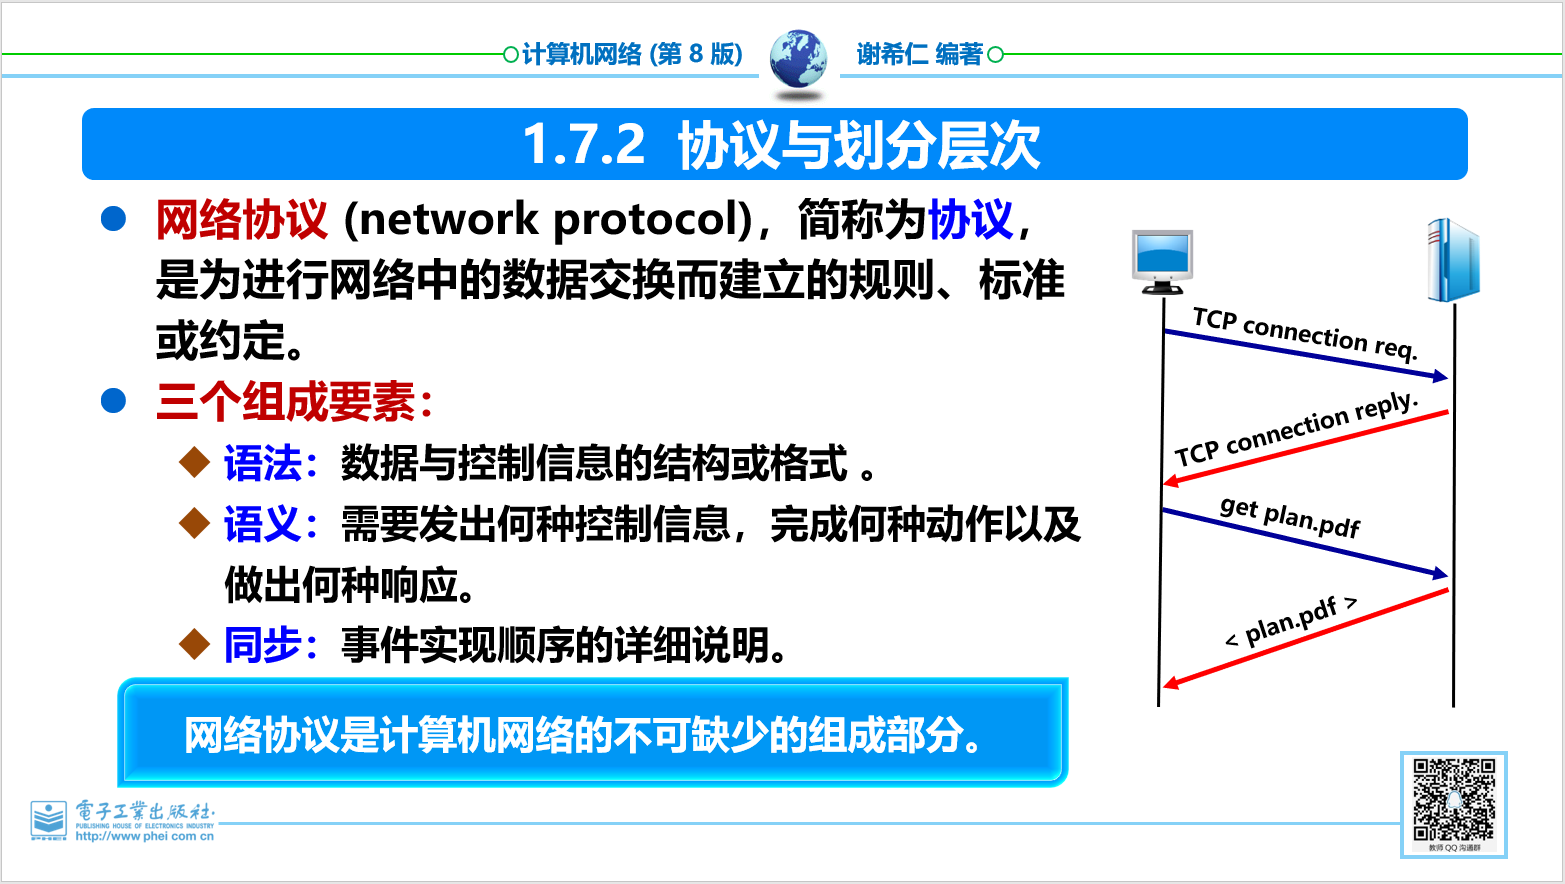 计算机网络 (第 8 版)
谢希仁 编著
1.7.2 协议与划分层次
网络协议 (network protocol)，简称为协议，
是为进行网络中的数据交换而建立的规则、标准
或约定。
三个组成要素：
语法：数据与控制信息的结构或格式 。
语义：需要发出何种控制信息，完成何种动作以及
做出何种响应。
同步：事件实现顺序的详细说明。
网络协议是计算机网络的不可缺少的组成部分。
TCP connection req.
TCP connection reply.
get plan.pdf
< plan.pdf >
電子工業出版社·
PUBLISHING HOUSE OF ELECTRONICS INDUSTRY
http://www phei com cn
PHEI
教师 QQ 沟通群